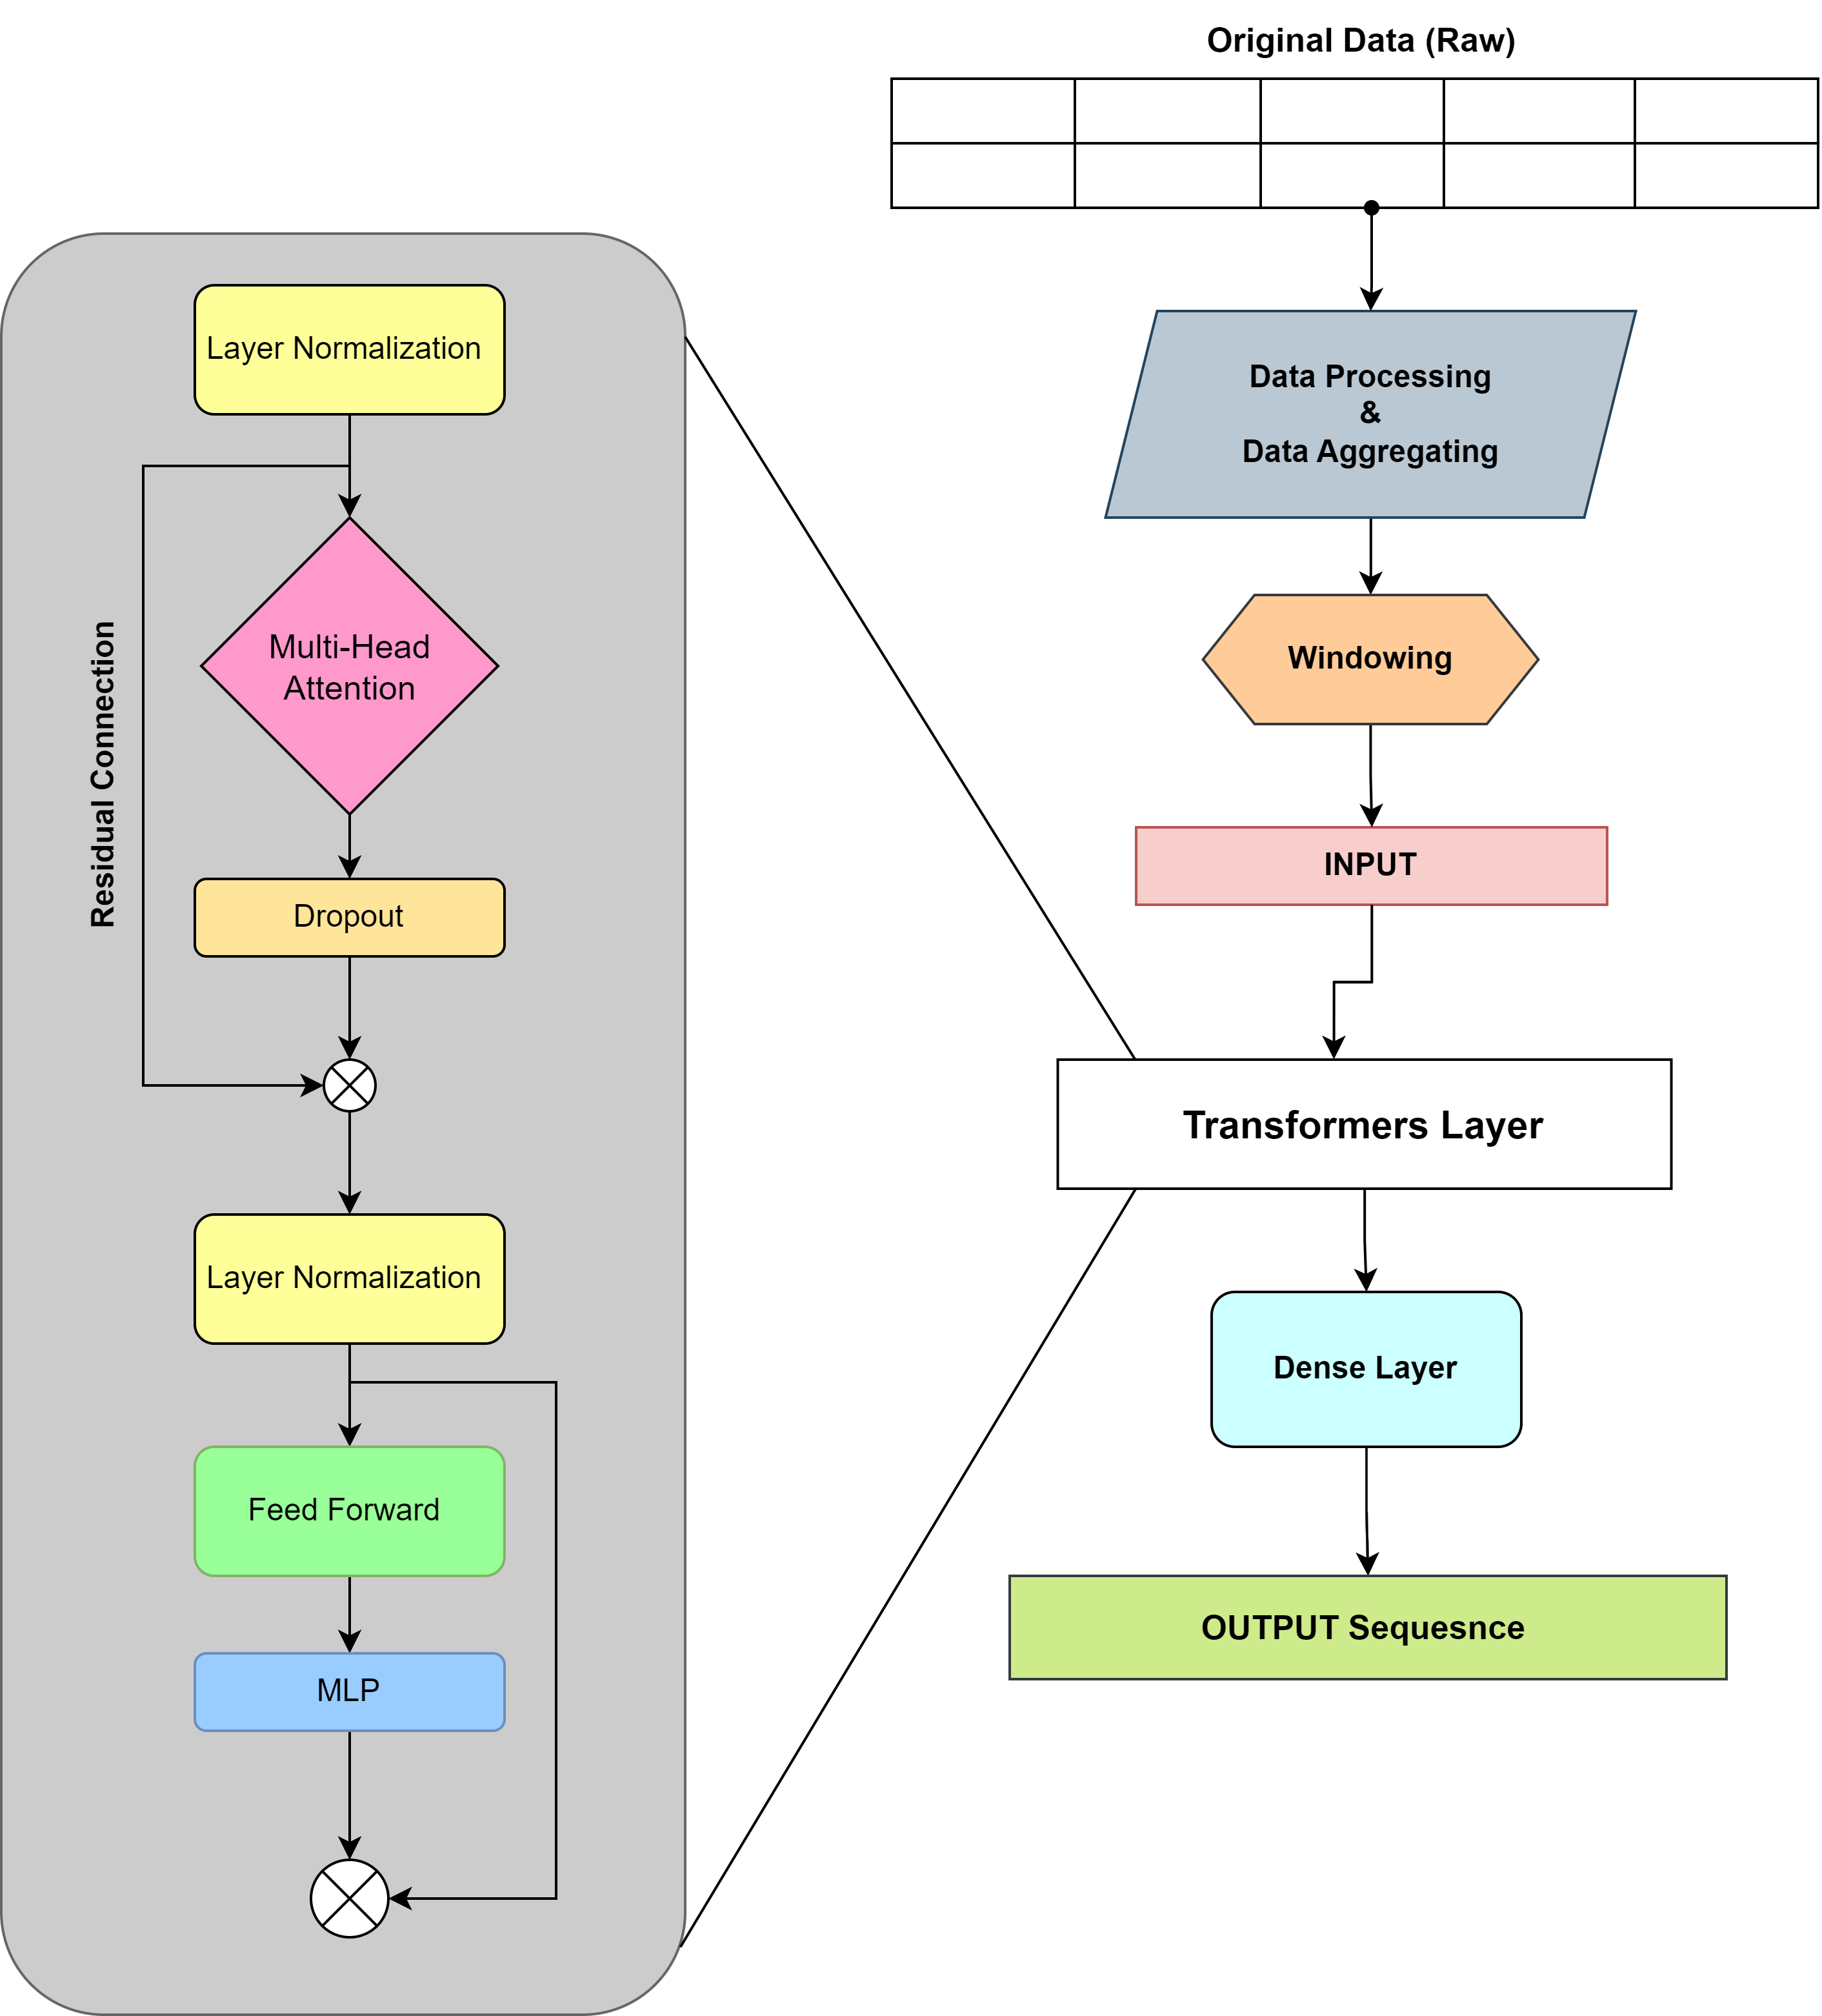 Original Data (Raw)
Data Processing
&
Data Aggregating
Windowing
INPUT
Transformers Layer
Dense Layer
OUTPUT Sequesnce
Layer Normalization
Residual Connection
Multi-Head
Attention
Dropout
Layer Normalization
Feed Forward
MLP